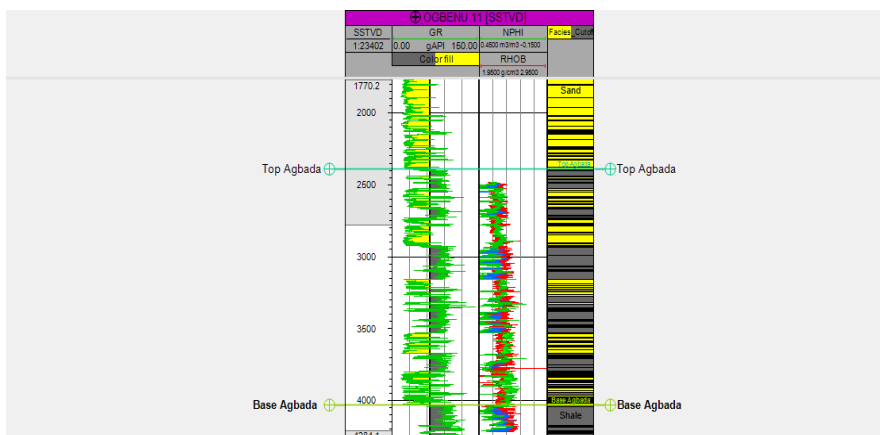 OGBENU 11 [SSTVD]
SSTVD GR NPHI Facies_Cutoff
1:23402 0.00 gAPI 150.00 0.4500 m3/m3 -0.1500
Color fill RHOB
1.9500 g/cm3 2.9500
1770.2
Sand
2000
Top Agbada Top Agbada Top Agbada
2500
3000
3500
4000
Base Agbada Base Agbada Base Agbada
Shale